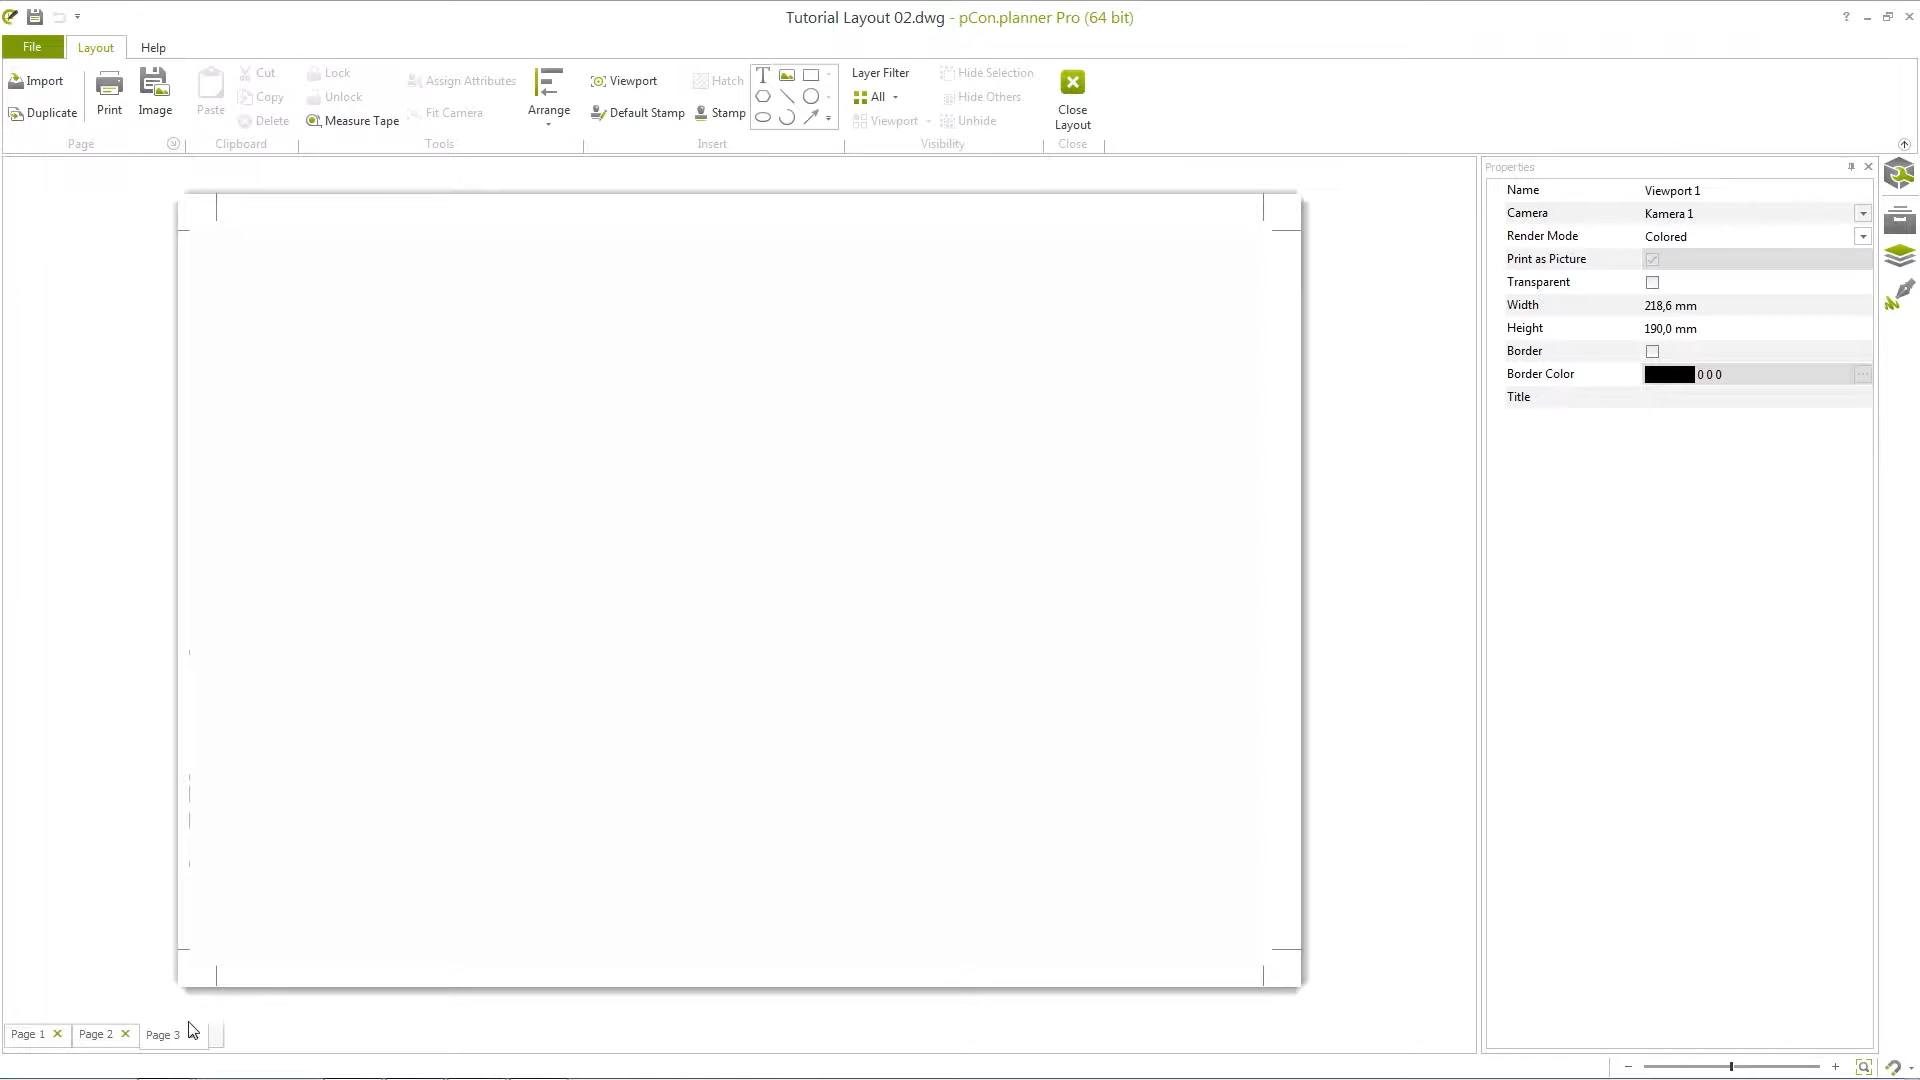 Tutorial Layout 02.dwg - pCon.planner Pro (64 bit)
File
Layout
Help
Import
Duplicate
Print
Image
Page
Paste
Cut
Copy
Delete
Clipboard
Lock
Unlock
Measure Tape
Assign Attributes
Fit Camera
Tools
Arrange
Viewport
Default Stamp
Hatch
Stamp
Insert
Layer Filter
All
Viewport
Hide Selection
Hide Others
Unhide
Visibility
Close
Layout
Close
Properties
Name Viewport 1
Camera Kamera 1
Render Mode Colored
Print as Picture
Transparent
Width 218,6 mm
Height 190,0 mm
Border
Border Color 0 0 0
Title
Page 1
Page 2
Page 3